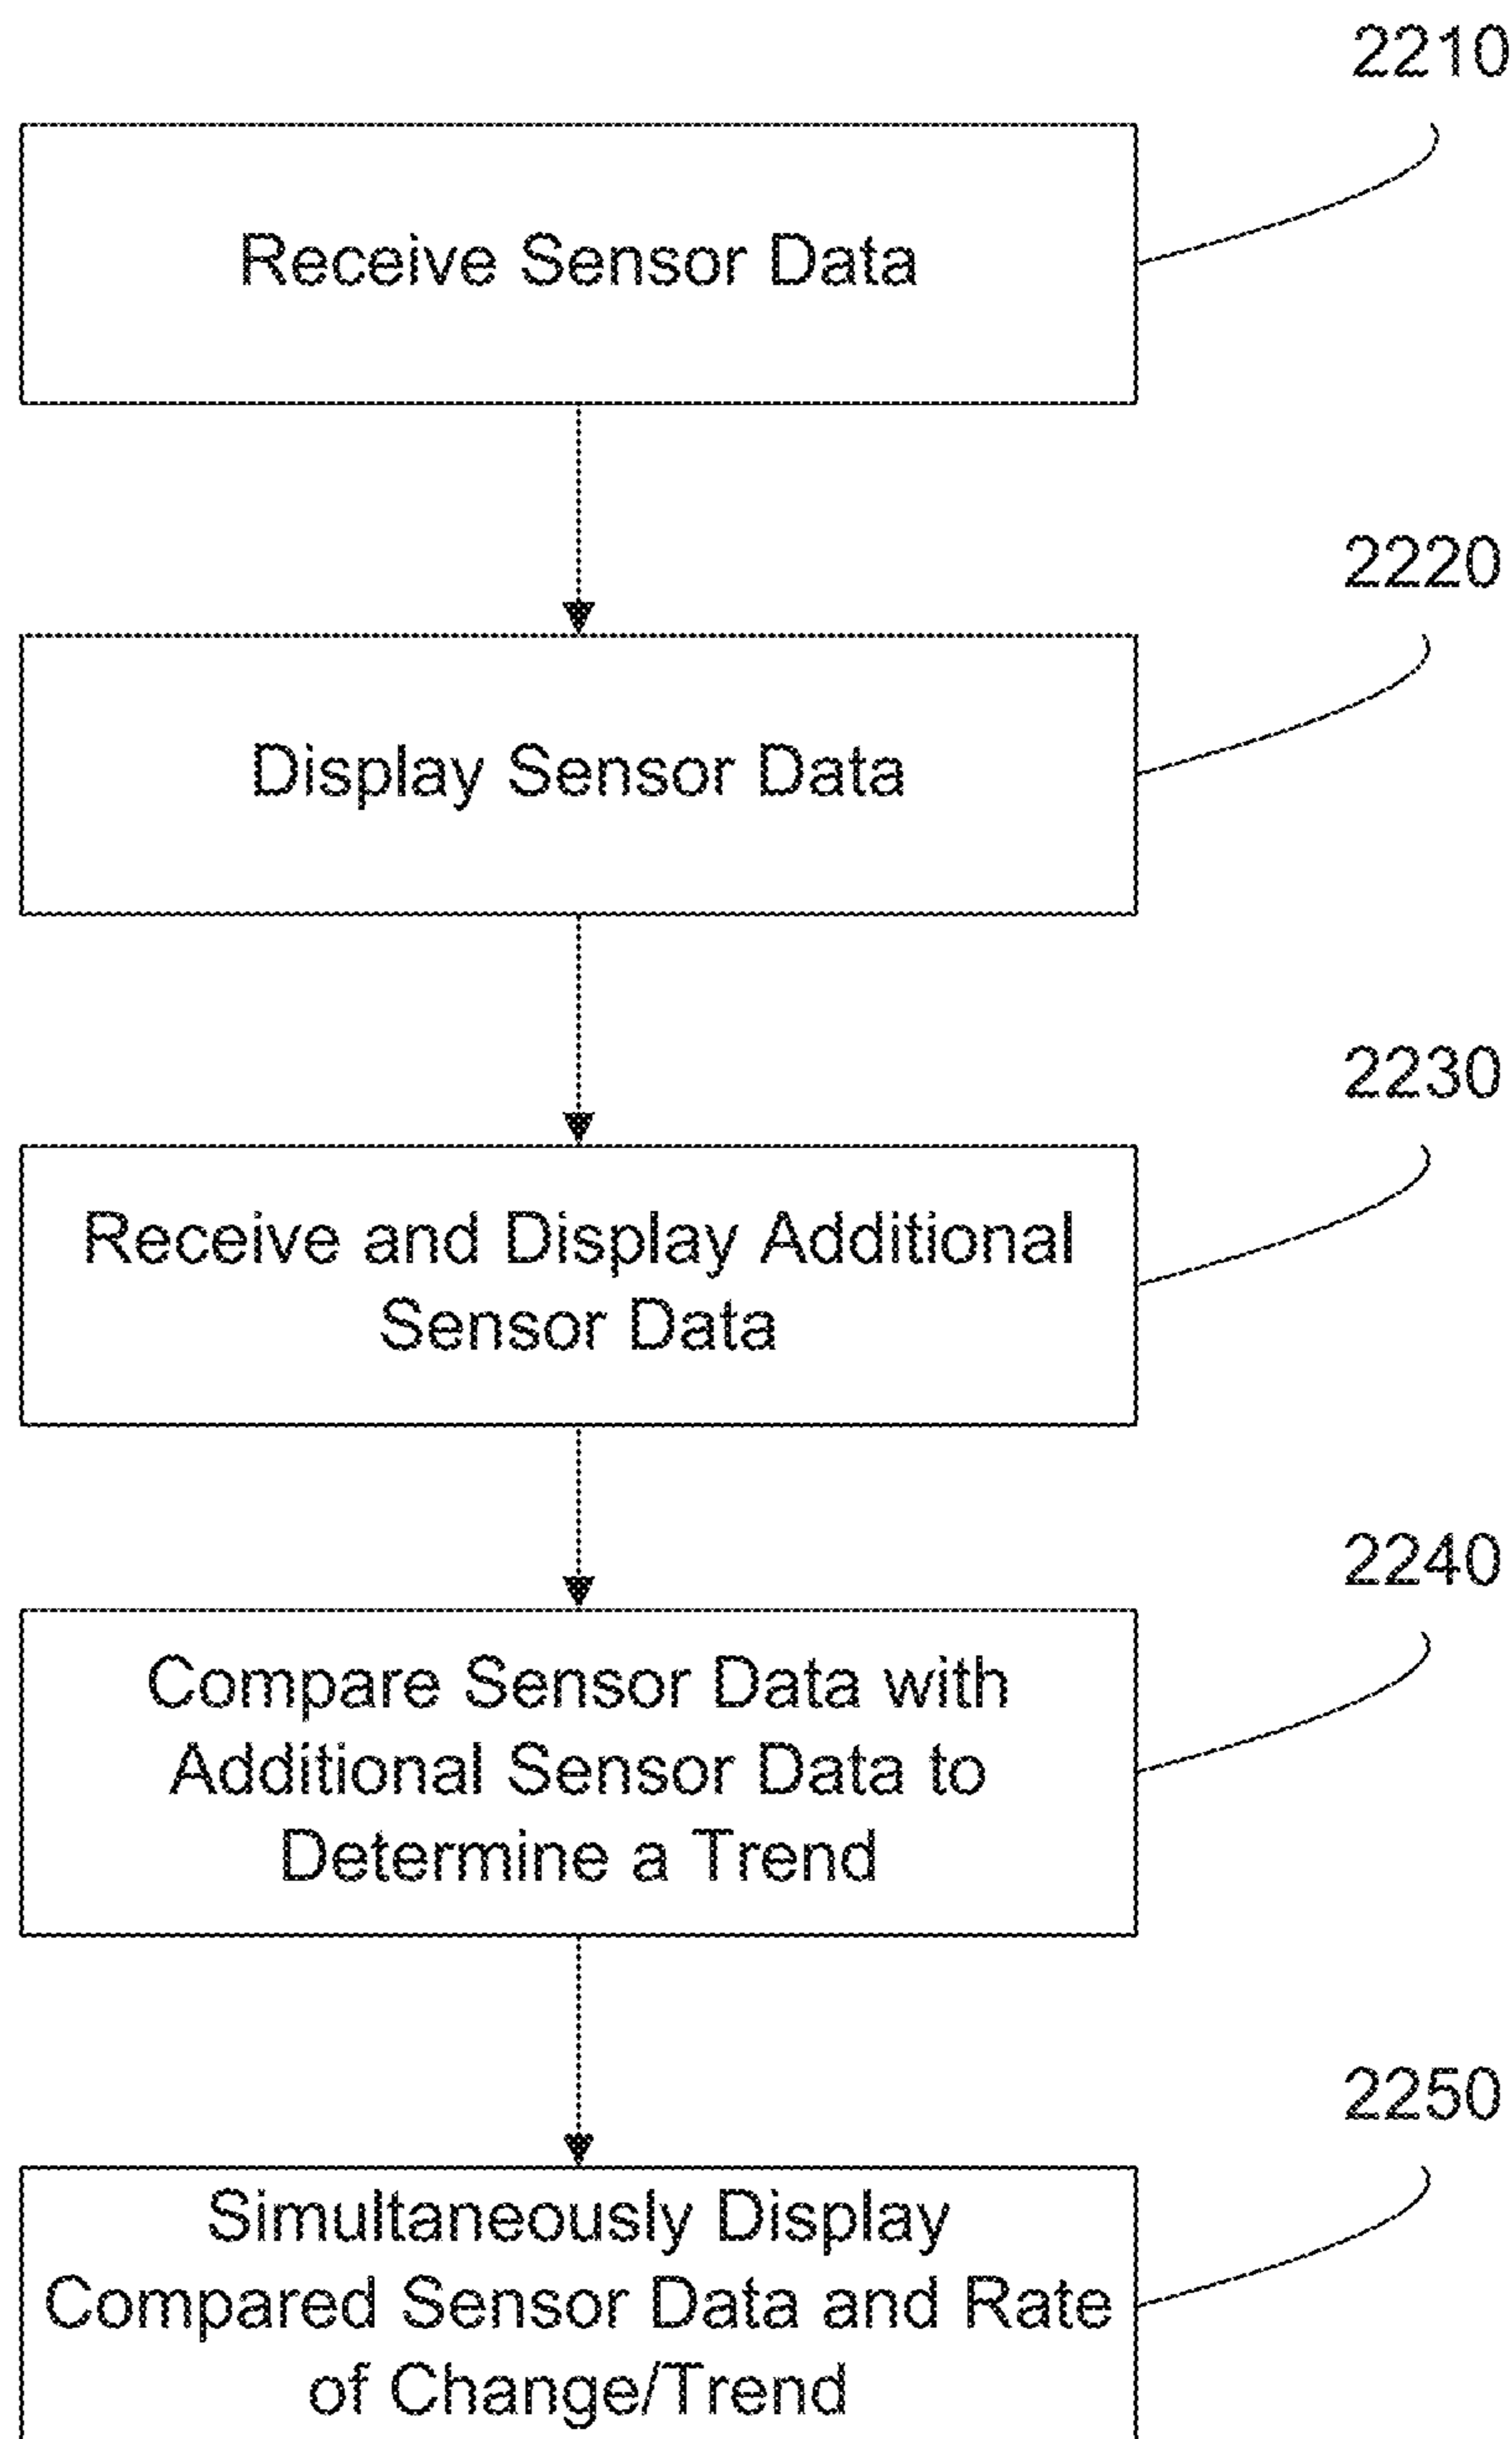 2210
Receive Sensor Data
2220
Display Sensor Data
2230
Receive and Display Additional
Sensor Data
2240
Compare Sensor Data with
Additional Sensor Data to
Determine a Trend
2250
Simultaneously Display
Compared Sensor Data and Rate
of Change/Trend